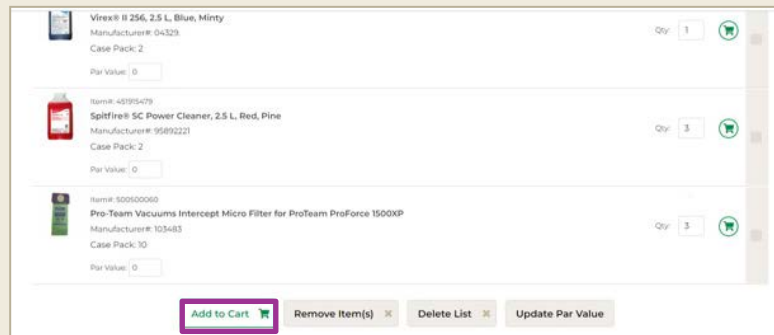 Virex® II 256, 2.5 L, Blue, Minty
Manufacturer#: 04329.
Case Pack: 2
Qty 1
Par Value: 0
Item#: 451915479
Spitfire® SC Power Cleaner, 2.5 L, Red, Pine
Manufacturer#: 95892221
Qty 3
Case Pack: 2
Par Value: 0
Item#: 500500060
Pro-Team Vacuums Intercept Micro Filter for ProTeam ProForce 1500XP
Manufacturer#: 103483
Qty 3
Case Pack: 10
Par Value: 0
Add to Cart Remove Item(s) Delete List Update Par Value